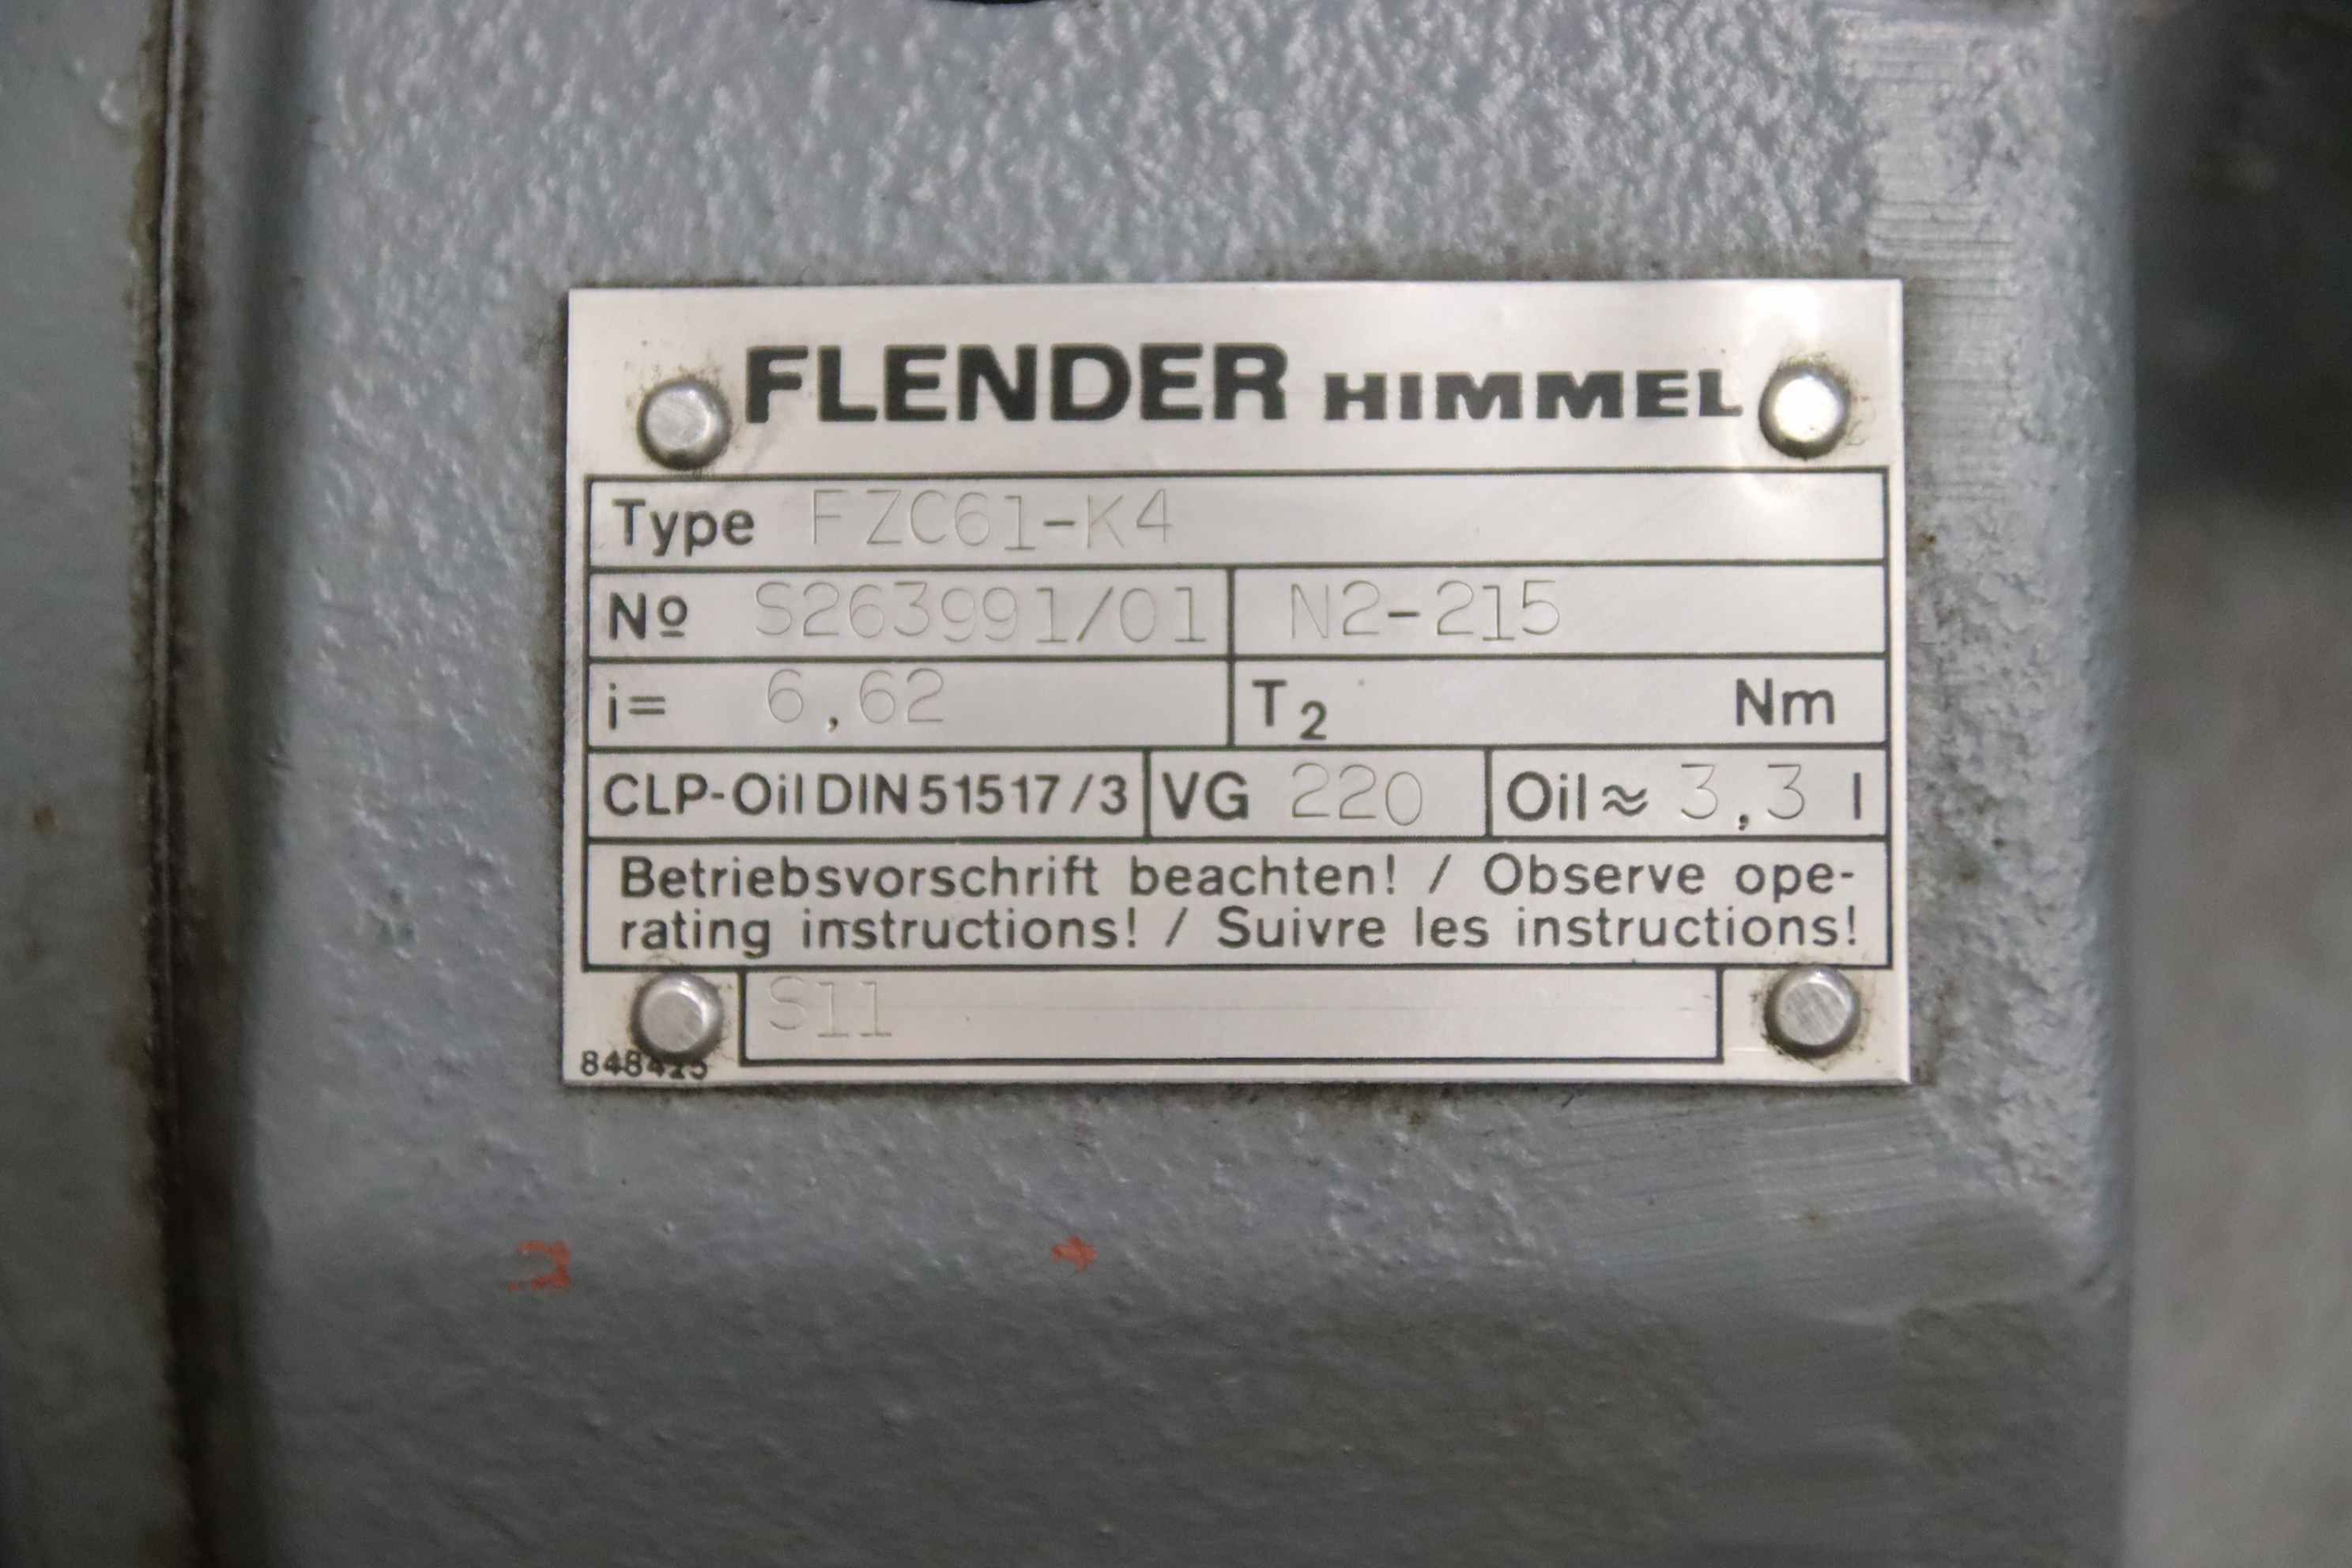 FLENDER HIMMEL
Type FZC61-K4
Nº S263991/01 N2-215
i= 6,62 T2 Nm
CLP-Oil DIN 51517/3 VG 220 Oil ≈ 3,3 l
Betriebsvorschrift beachten! / Observe ope-
rating instructions! / Suivre les instructions!
S11